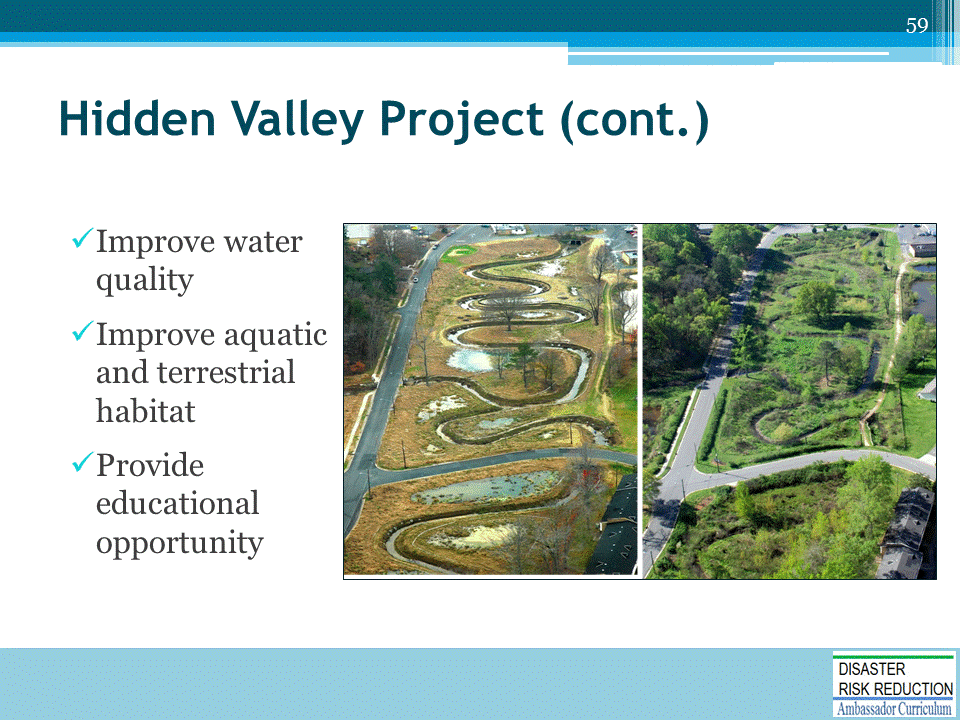 59
Hidden Valley Project (cont.)
✓Improve water
quality
✓Improve aquatic
and terrestrial
habitat
✓Provide
educational
opportunity
DISASTER
RISK REDUCTION
Ambassador Curriculum